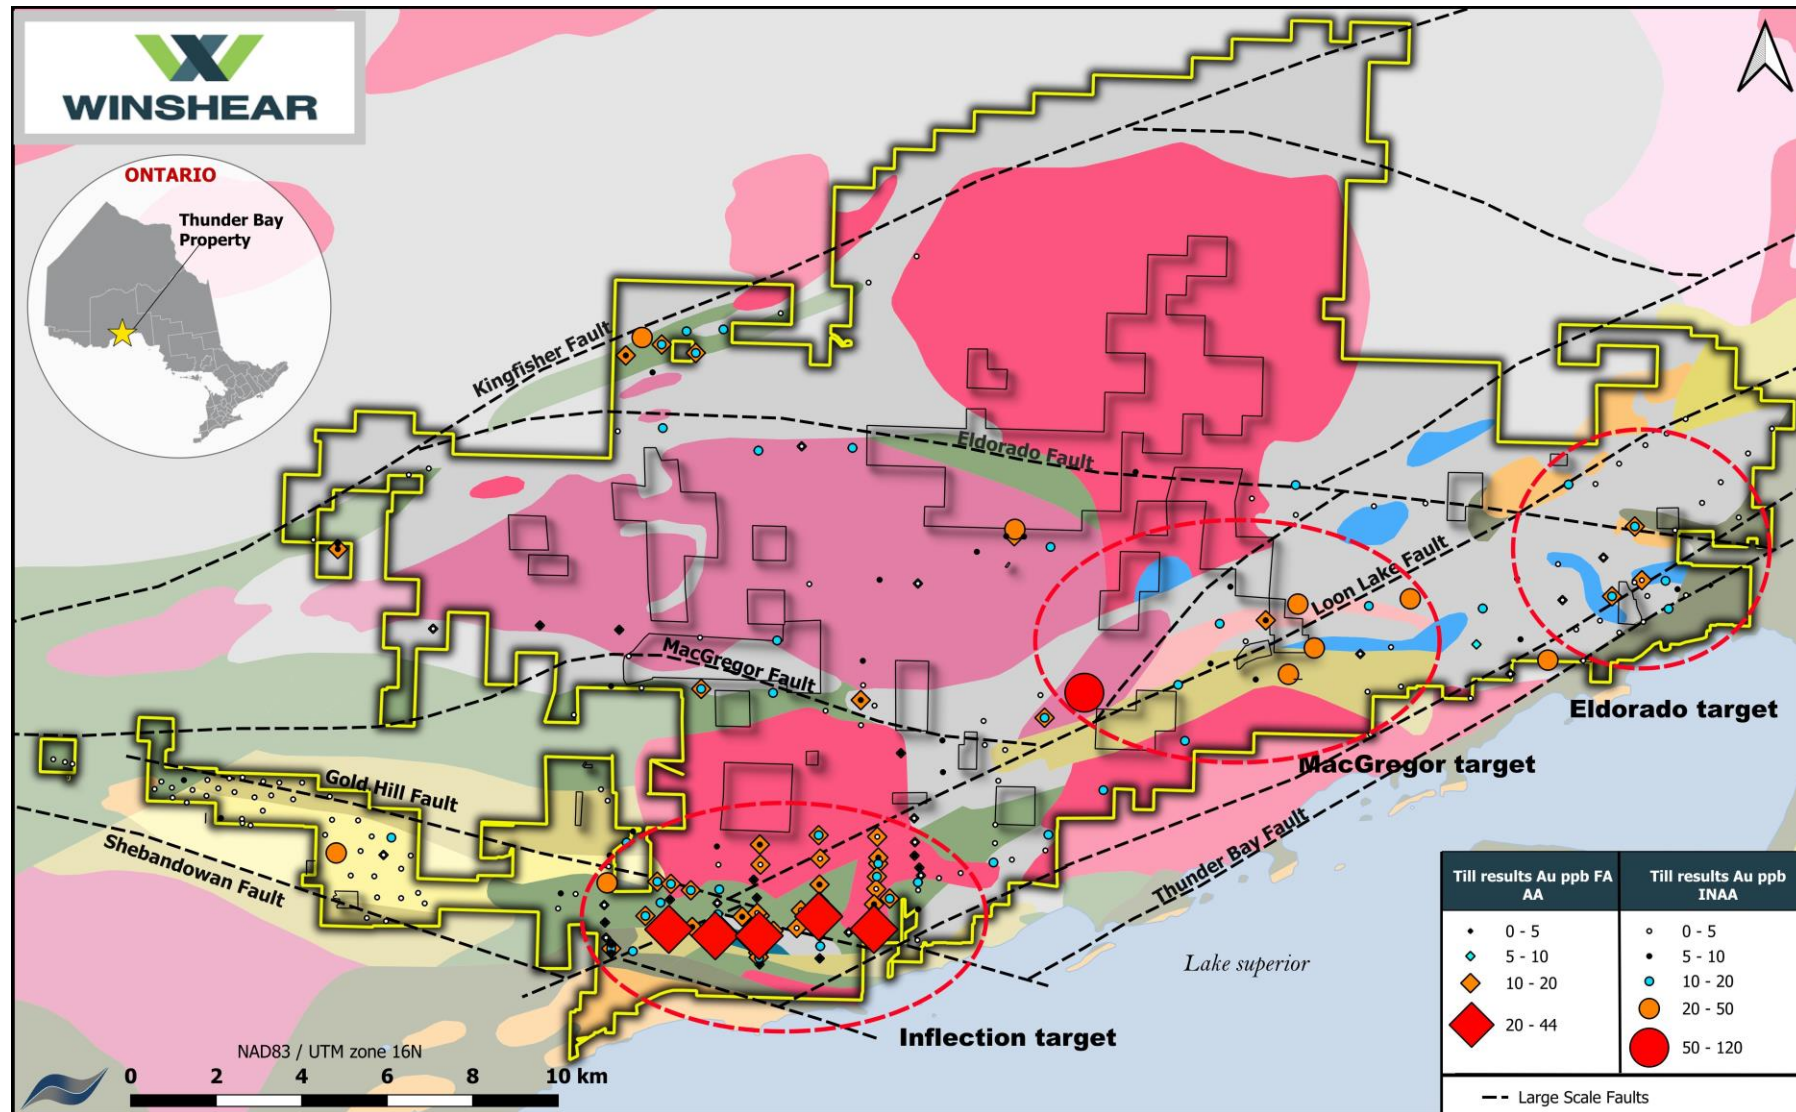 WINSHEAR
ONTARIO
Thunder Bay
Property
Kingfisher Fault
Eldorado Fault
Loon Lake Fault
MacGregor Fault
Eldorado target
MacGregor target
Gold Hill Fault
Shebandowan Fault
Thunder Bay Fault
Lake superior
Inflection target
NAD83 / UTM zone 16N
0 2 4 6 8 10 km
Till results Au ppb FA
AA
0 - 5
5 - 10
10 - 20
20 - 44
Till results Au ppb
INAA
0 - 5
5 - 10
10 - 20
20 - 50
50 - 120
Large Scale Faults